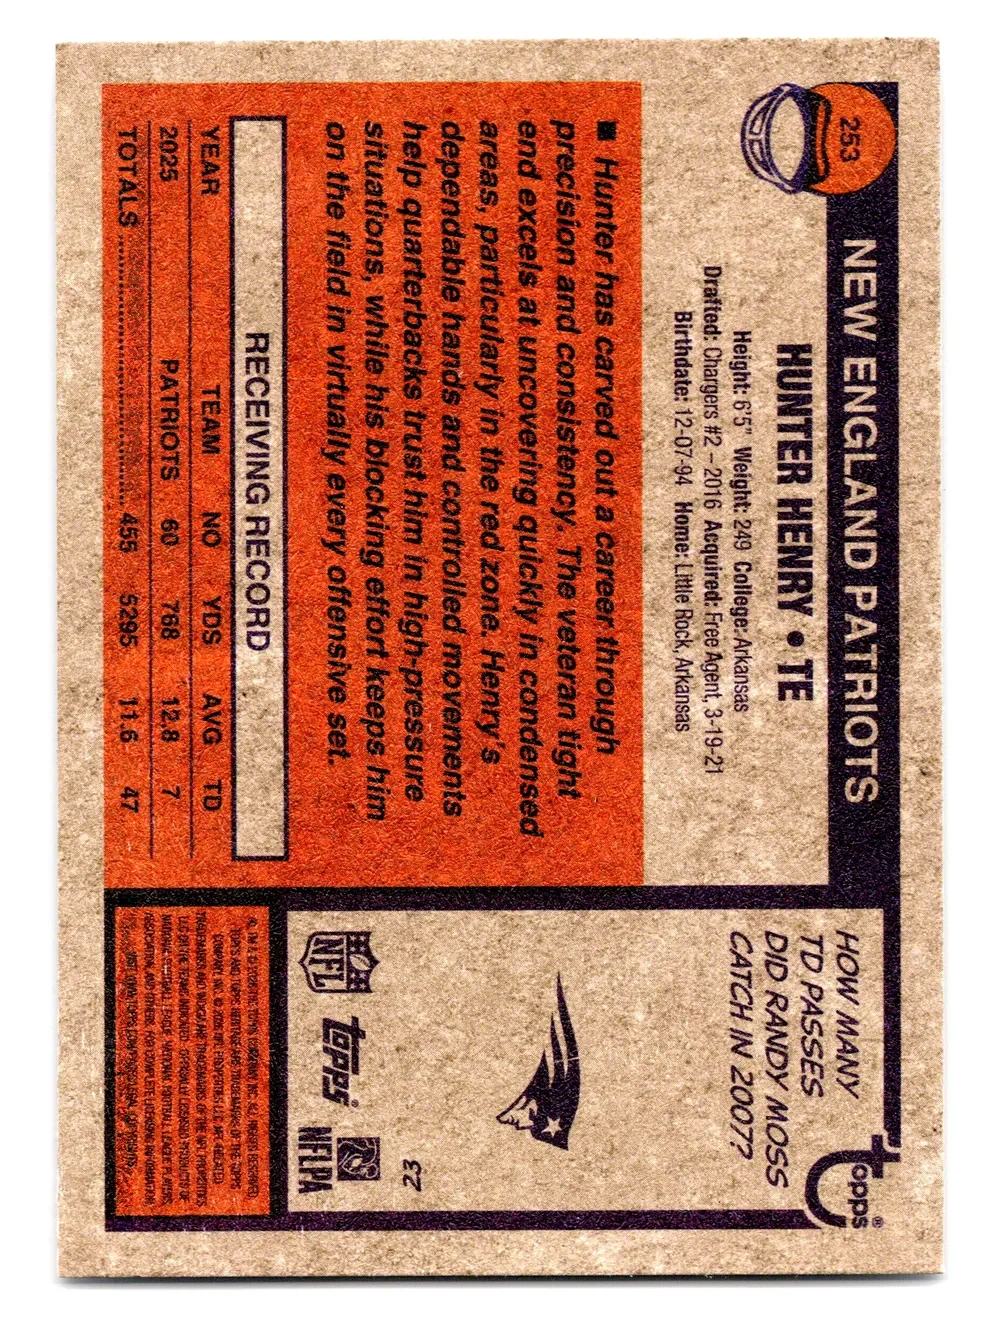 253
NEW ENGLAND PATRIOTS
HUNTER HENRY • TE
Height: 6'5" Weight: 249 College: Arkansas
Drafted: Chargers #2 – 2016 Acquired: Free Agent, 3-19-21
Birthdate: 12-07-94 Home: Little Rock, Arkansas
■ Hunter has carved out a career through
precision and consistency. The veteran tight
end excels at uncovering quickly in condensed
areas, particularly in the red zone. Henry's
dependable hands and controlled movements
help quarterbacks trust him in high-pressure
situations, while his blocking effort keeps him
on the field in virtually every offensive set.
RECEIVING RECORD
YEAR TEAM NO YDS AVG TD
2025 PATRIOTS 60 768 12.8 7
TOTALS 455 5295 11.6 47
topps®
HOW MANY
TD PASSES
DID RANDY MOSS
CATCH IN 2007?
23
NFL
topps®
NFLPA